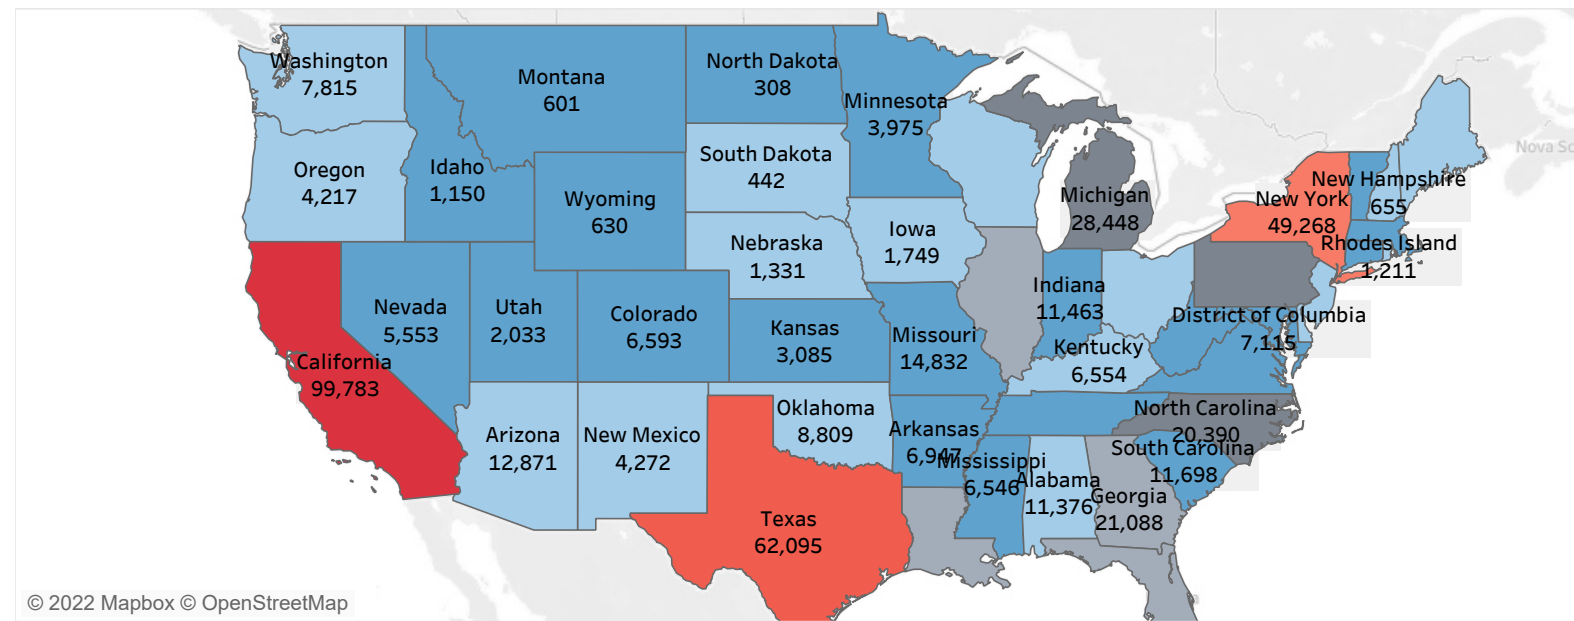 Washington
7,815
Montana
601
North Dakota
308
Minnesota
3,975
Oregon
4,217
Idaho
1,150
Wyoming
630
South Dakota
442
Nebraska
1,331
Iowa
1,749
Michigan
28,448
New York
49,268
New Hampshire
655
Rhodes Island
1,211
Nova Sc
Nevada
5,553
Utah
2,033
Colorado
6,593
Kansas
3,085
Missouri
14,832
Indiana
11,463
Kentucky
6,554
District of Columbia
7,115
California
99,783
Arizona
12,871
New Mexico
4,272
Oklahoma
8,809
Arkansas
6,947
Mississippi
6,546
Alabama
11,376
Georgia
21,088
North Carolina
20,390
South Carolina
11,698
Texas
62,095
© 2022 Mapbox © OpenStreetMap